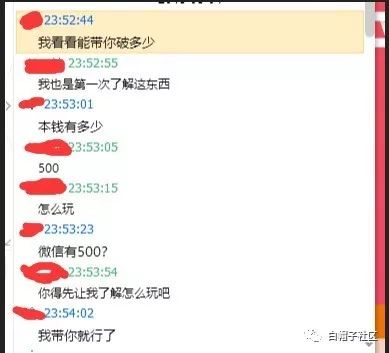 23:52:44
我看看能带你破多少
23:52:55
我也是第一次了解这东西
23:53:01
本钱有多少
23:53:05
500
23:53:15
怎么玩
23:53:23
微信有500?
23:53:54
你得先让我了解怎么玩吧
23:54:02
我带你就行了
白帽子社区